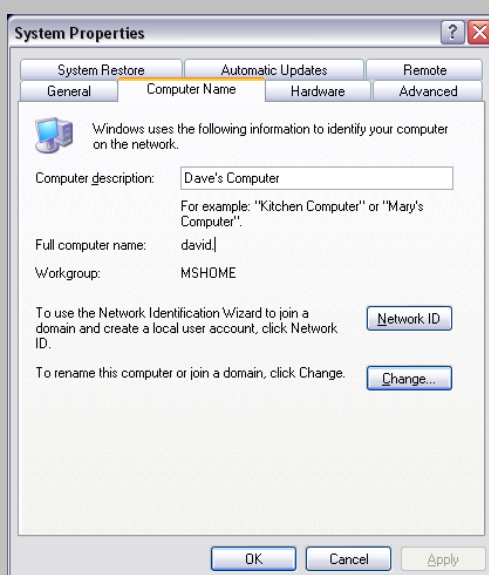 System Properties
System Restore Automatic Updates Remote
General Computer Name Hardware Advanced
Windows uses the following information to identify your computer
on the network.
Computer description: Dave's Computer
For example: "Kitchen Computer" or "Mary's
Computer".
Full computer name: david.
Workgroup: MSHOME
To use the Network Identification Wizard to join a
domain and create a local user account, click Network
ID.
Network ID
To rename this computer or join a domain, click Change.
Change...
OK Cancel Apply